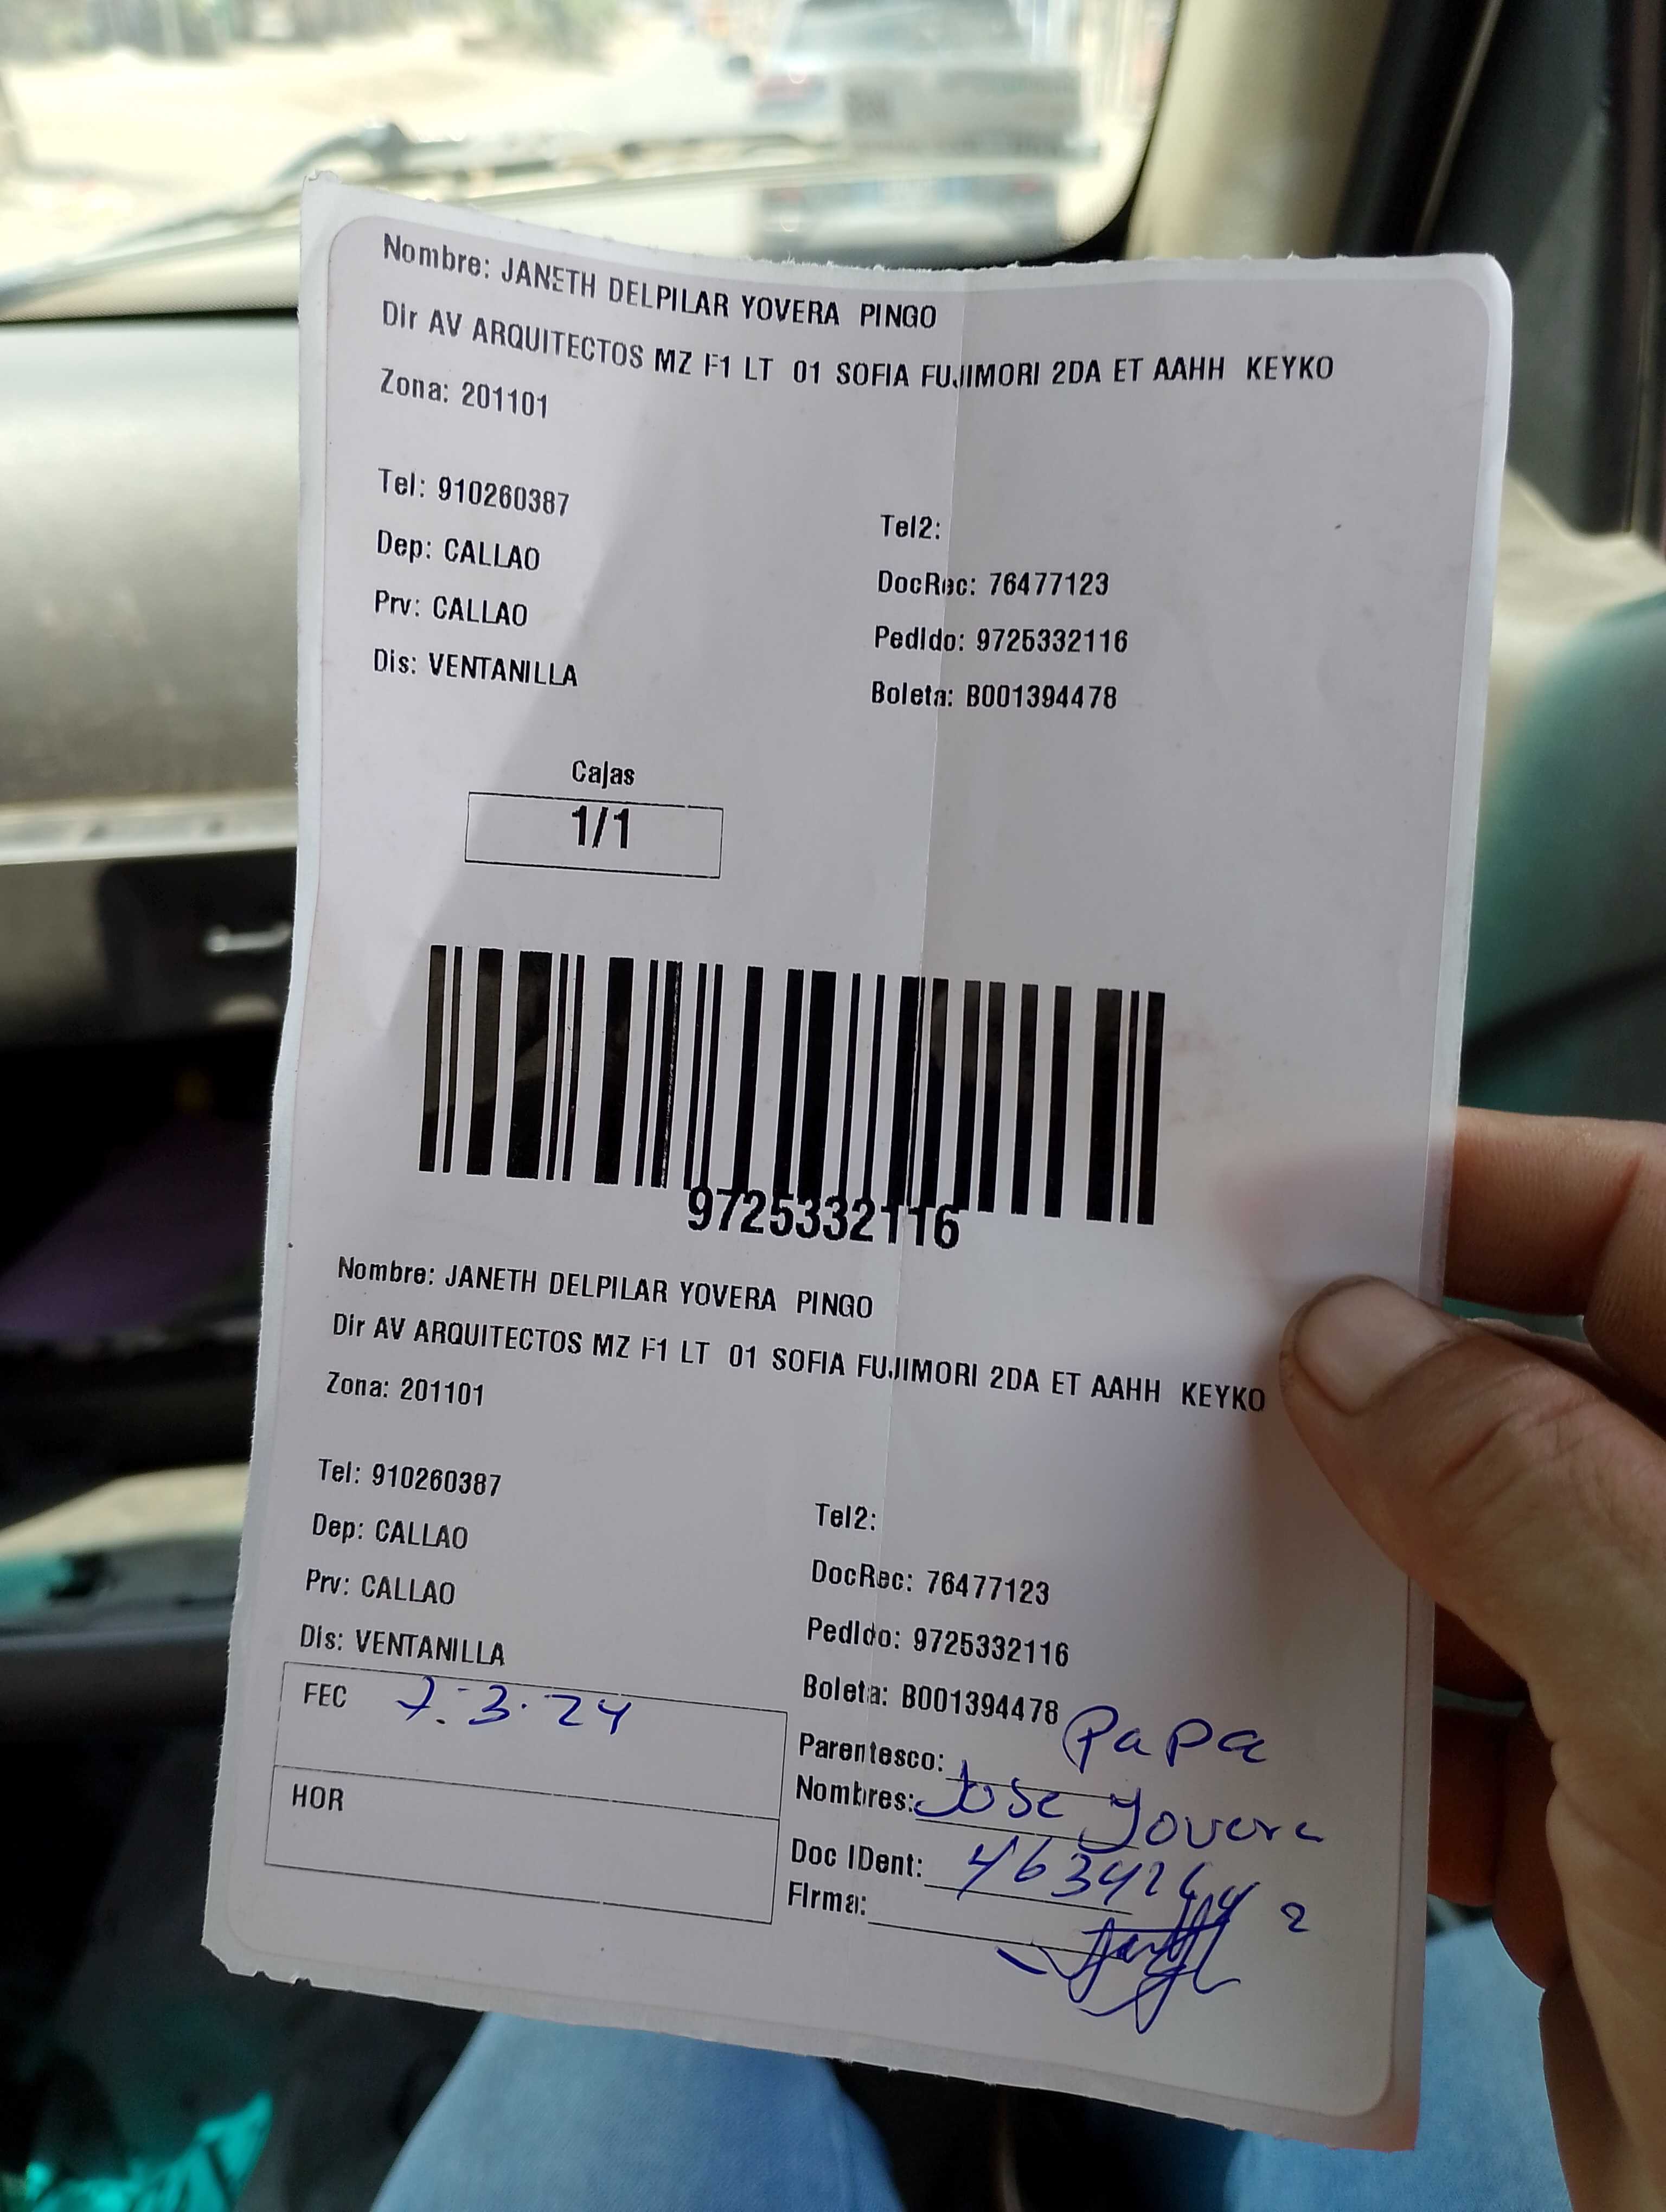 Nombre: JANETH DELPILAR YOVERA PINGO
Dir AV ARQUITECTOS MZ F1 LT 01 SOFIA FUJIMORI 2DA ET AAHH KEYKO
Zona: 201101
Tel: 910260387
Tel2:
Dep: CALLAO
DocRec: 76477123
Prv: CALLAO
Pedido: 9725332116
Dis: VENTANILLA
Boleta: B001394478
Cajas
1/1
9725332116
Nombre: JANETH DELPILAR YOVERA PINGO
Dir AV ARQUITECTOS MZ F1 LT 01 SOFIA FUJIMORI 2DA ET AAHH KEYKO
Zona: 201101
Tel: 910260387
Tel2:
Dep: CALLAO
DocRec: 76477123
Prv: CALLAO
Pedido: 9725332116
Dis: VENTANILLA
Boleta: B001394478
FEC 7.3.24
Parentesco: Papa
Nombres: Jose Yovera
HOR
Doc IDent:
Firma: